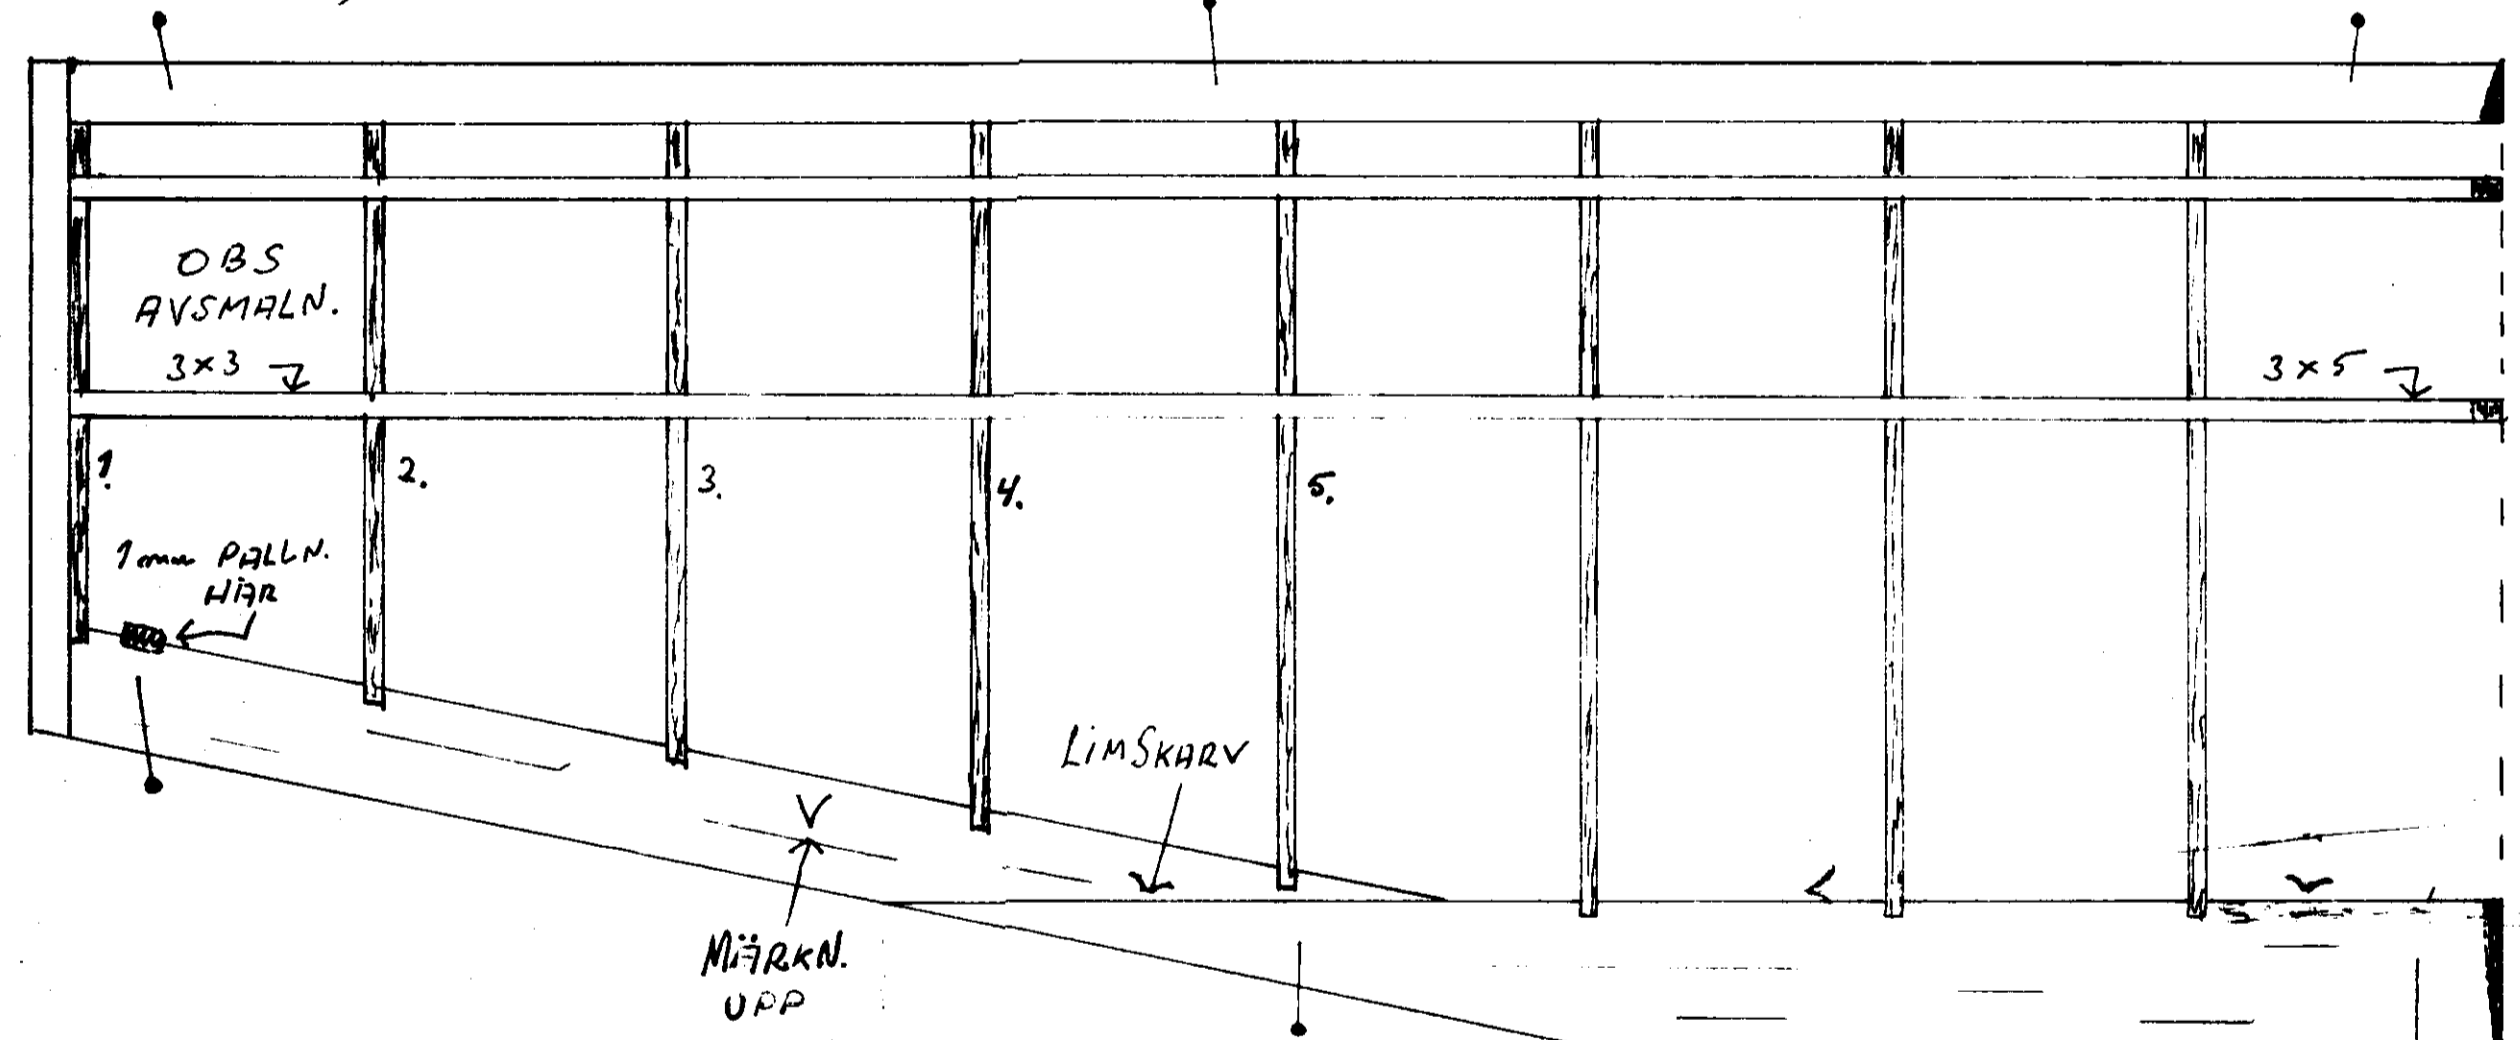 OBS
AVSMALN.
3×3
3×5
1.
2.
3.
4.
5.
1mm PALLN.
HÄR
LIMSKARV
V
MÄRKN.
UPP